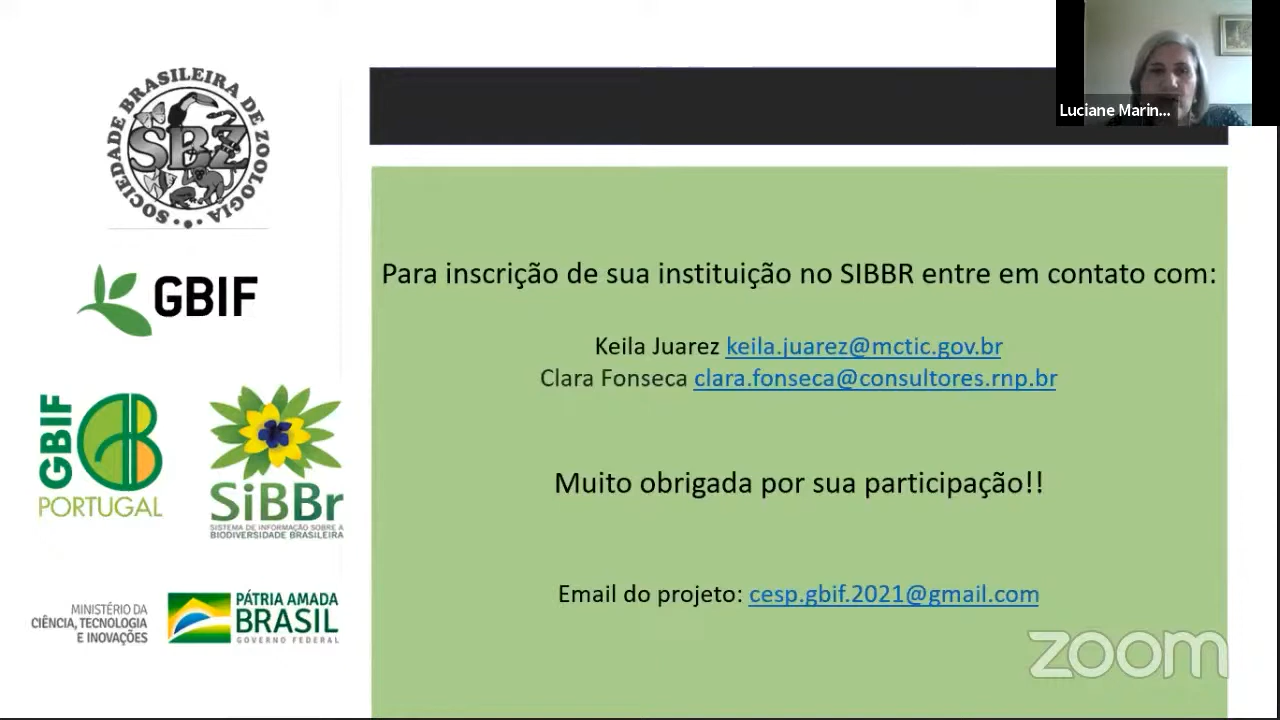 SOCIEDADE BRASILEIRA DE ZOOLOGIA
SBZ
GBIF
GBIF
PORTUGAL
SiBBr
SISTEMA DE INFORMAÇÃO SOBRE A
BIODIVERSIDADE BRASILEIRA
MINISTÉRIO DA
CIÊNCIA, TECNOLOGIA
E INOVAÇÕES
PÁTRIA AMADA
BRASIL
GOVERNO FEDERAL
Luciane Marin...
Para inscrição de sua instituição no SIBBR entre em contato com:
Keila Juarez keila.juarez@mctic.gov.br
Clara Fonseca clara.fonseca@consultores.rnp.br
Muito obrigada por sua participação!!
Email do projeto: cesp.gbif.2021@gmail.com
zoom